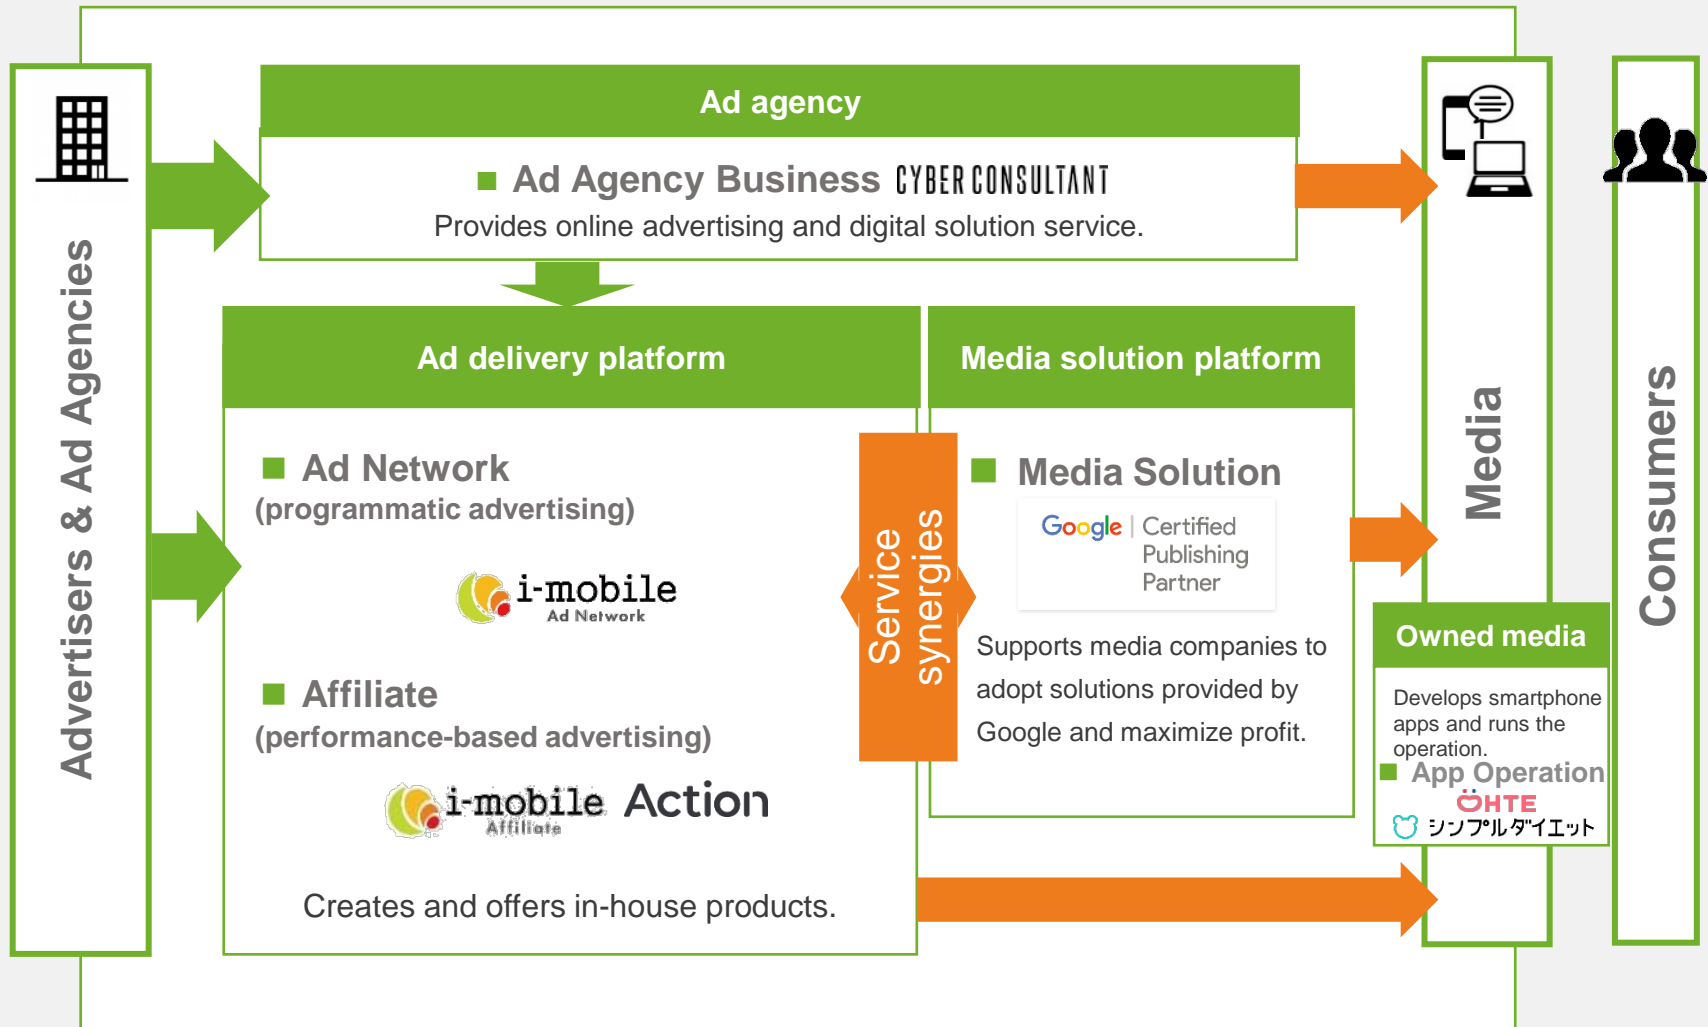 Advertisers & Ad Agencies
Ad agency
■ Ad Agency Business CYBER CONSULTANT
Provides online advertising and digital solution service.
Ad delivery platform
■ Ad Network
(programmatic advertising)
i-mobile
Ad Network
■ Affiliate
(performance-based advertising)
i-mobile Action
Affiliate
Creates and offers in-house products.
Service
synergies
Media solution platform
■ Media Solution
Google | Certified
Publishing
Partner
Supports media companies to
adopt solutions provided by
Google and maximize profit.
Media
Owned media
Develops smartphone
apps and runs the
operation.
■ App Operation
OHTE
シンプルダイエット
Consumers